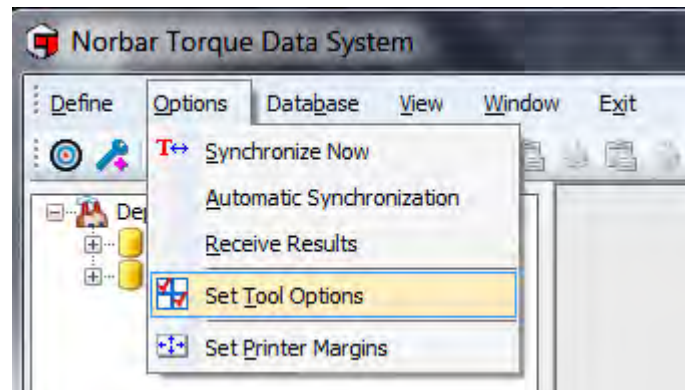 Norbar Torque Data System
Define Options Database View Window Exit
Synchronize Now
Automatic Synchronization
Receive Results
Set Tool Options
Set Printer Margins